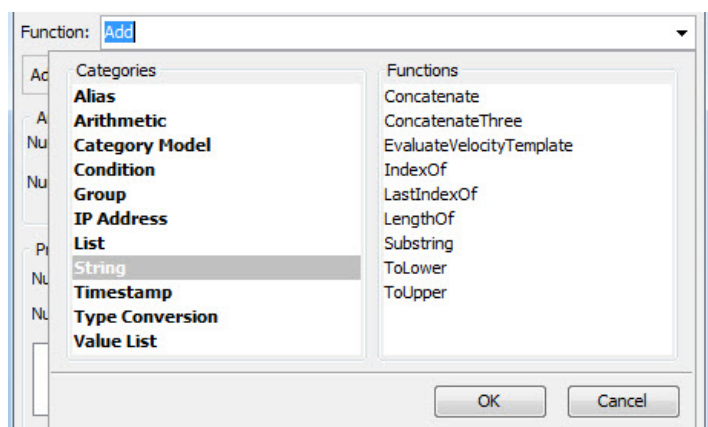 Function: Add
Categories
Alias
Arithmetic
Category Model
Condition
Group
IP Address
List
String
Timestamp
Type Conversion
Value List
Functions
Concatenate
ConcatenateThree
EvaluateVelocityTemplate
IndexOf
LastIndexOf
LengthOf
Substring
ToLower
ToUpper
OK Cancel